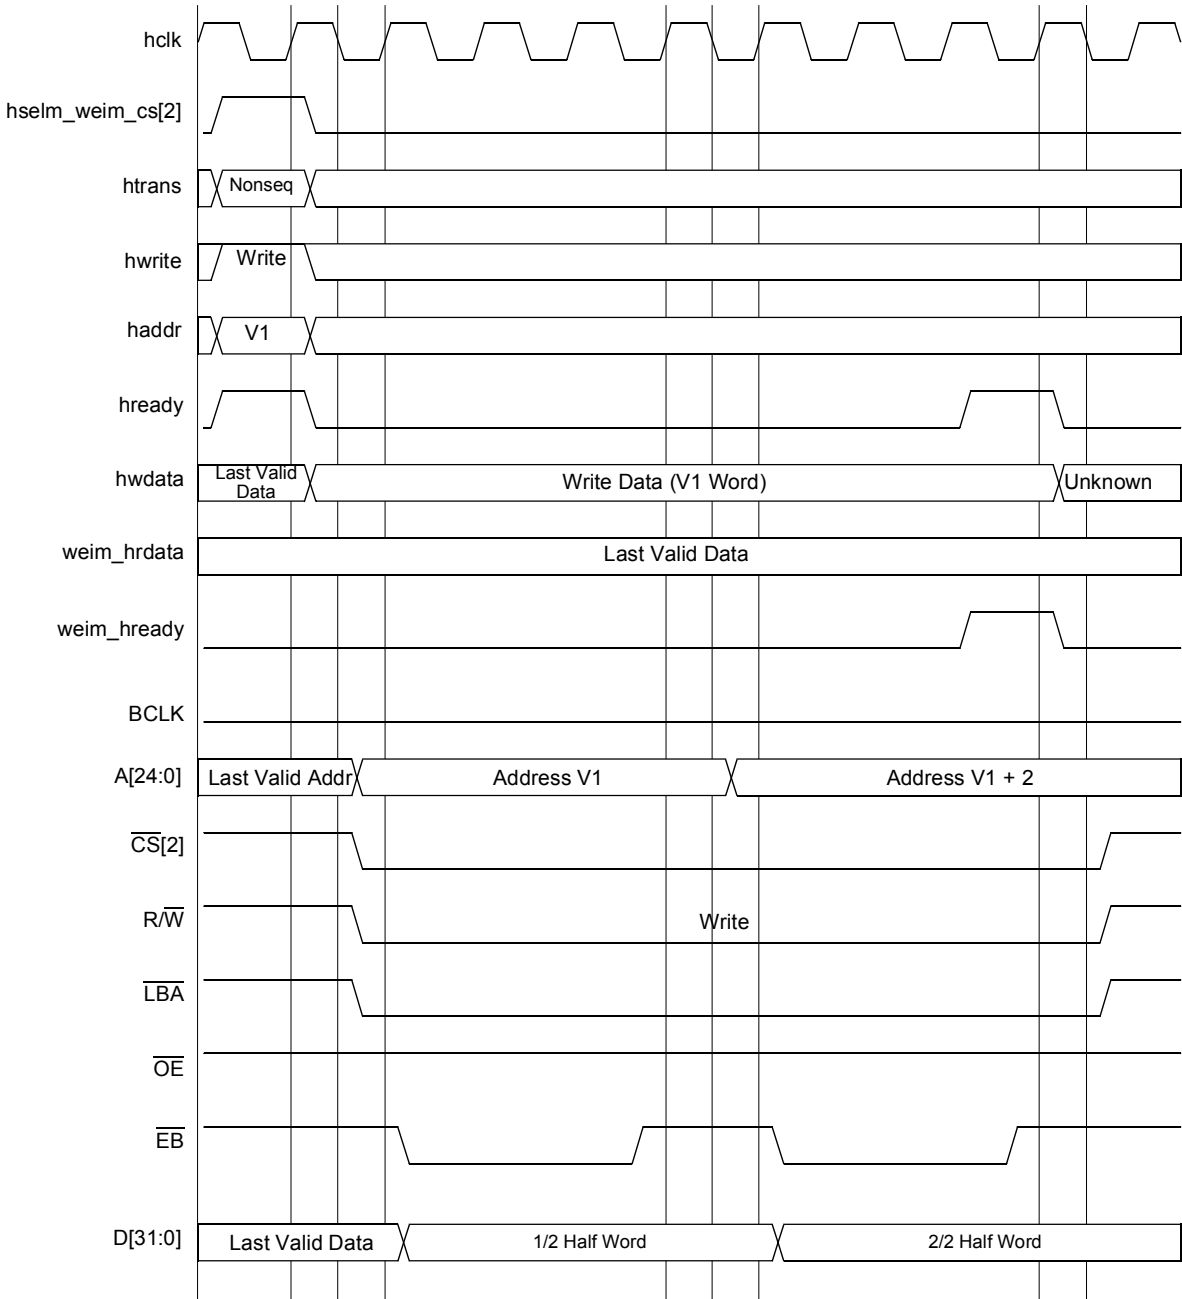 hclk
hselm_weim_cs[2]
htrans Nonseq
hwrite Write
haddr V1
hready
hwdata Last Valid Data Write Data (V1 Word) Unknown
weim_hrdata Last Valid Data
weim_hready
BCLK
A[24:0] Last Valid Addr Address V1 Address V1 + 2
CS[2]
R/W Write
LBA
OE
EB
D[31:0] Last Valid Data 1/2 Half Word 2/2 Half Word